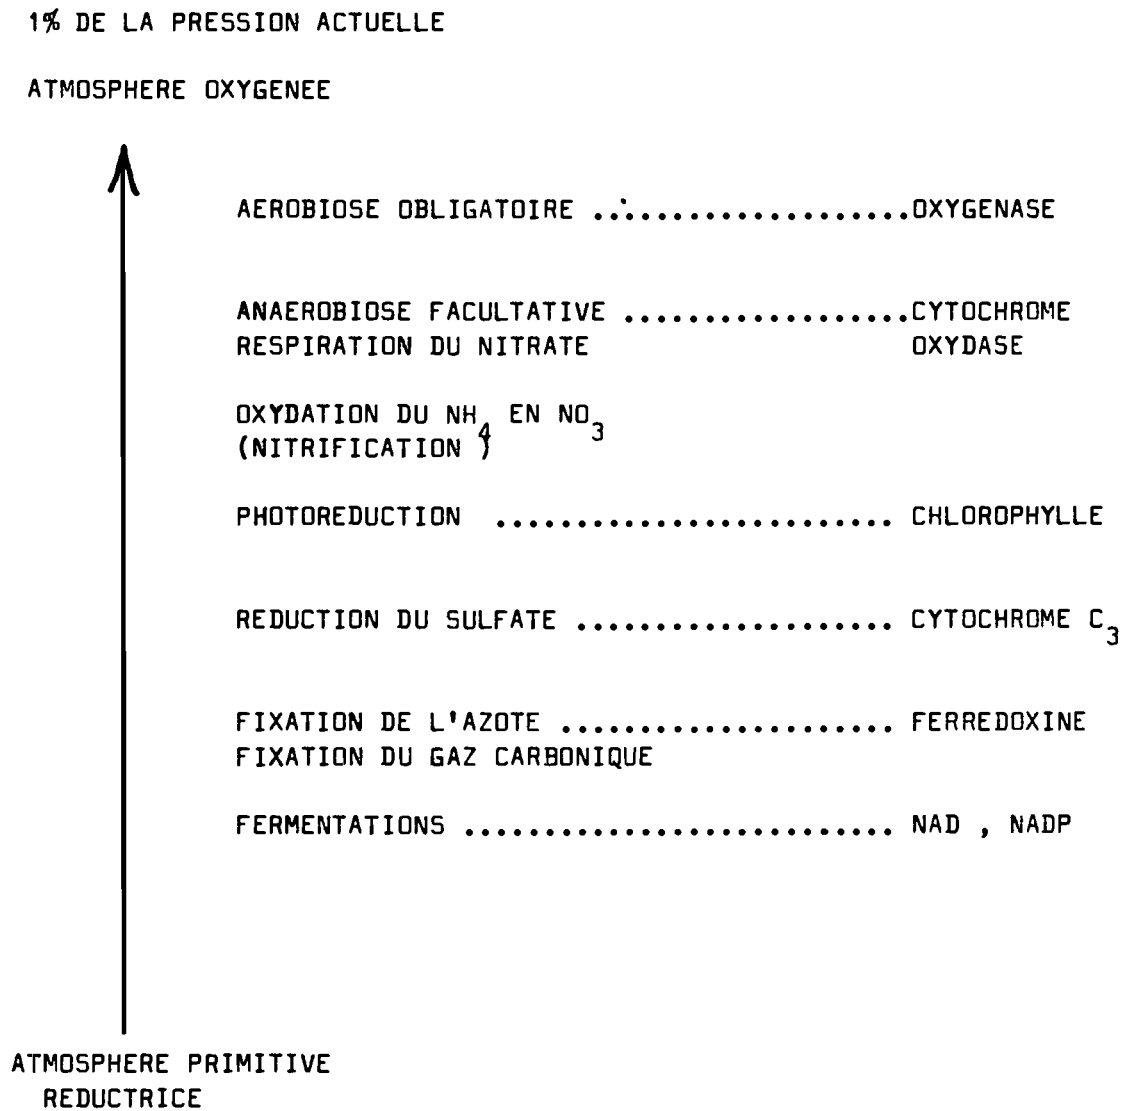 1% DE LA PRESSION ACTUELLE
ATMOSPHERE OXYGENEE
AEROBIOSE OBLIGATOIRE ....................OXYGENASE
ANAEROBIOSE FACULTATIVE ..................CYTOCHROME
RESPIRATION DU NITRATE OXYDASE
OXYDATION DU NH4 EN NO3
(NITRIFICATION )
PHOTOREDUCTION ......................... CHLOROPHYLLE
REDUCTION DU SULFATE .................... CYTOCHROME C3
FIXATION DE L'AZOTE ..................... FERREDOXINE
FIXATION DU GAZ CARBONIQUE
FERMENTATIONS ........................... NAD , NADP
ATMOSPHERE PRIMITIVE
REDUCTRICE